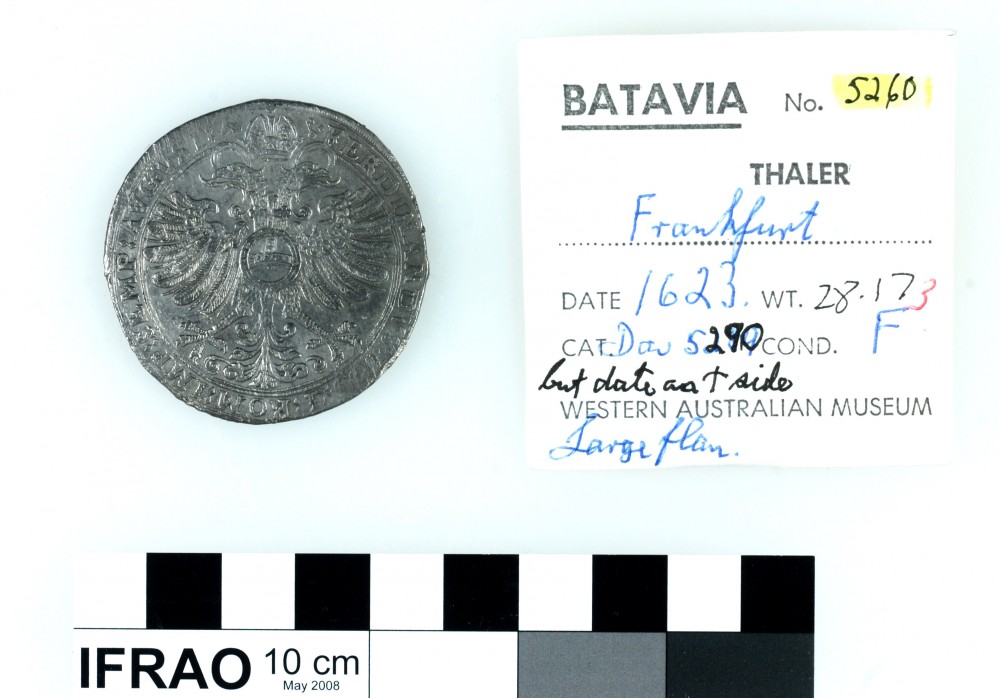 BATAVIA No. 5260
THALER
Frankfurt
DATE 1623. WT. 28.173
CAT. Dav 5290 COND. F
but date as † side
WESTERN AUSTRALIAN MUSEUM
Large flan.
IFRAO 10 cm
May 2008